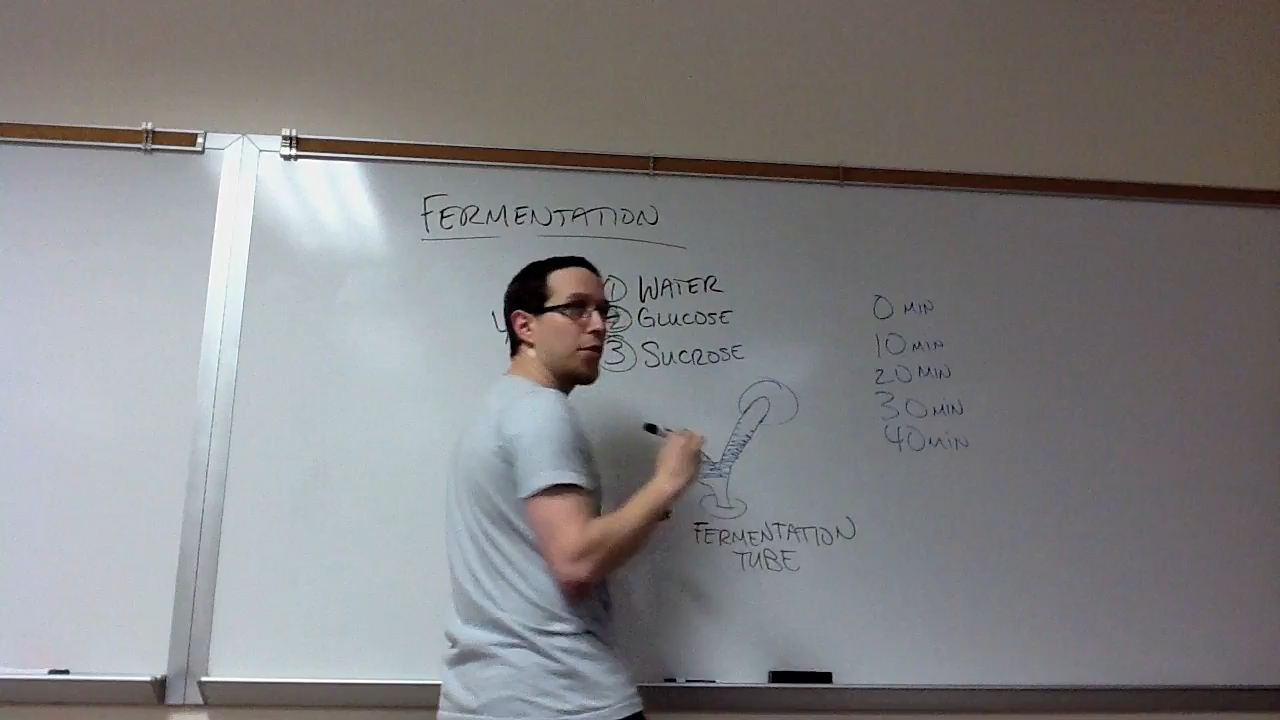 FERMENTATION
① WATER
② GLUCOSE
③ SUCROSE
0 MIN
10 MIN
20 MIN
30 MIN
40 MIN
FERMENTATION
TUBE